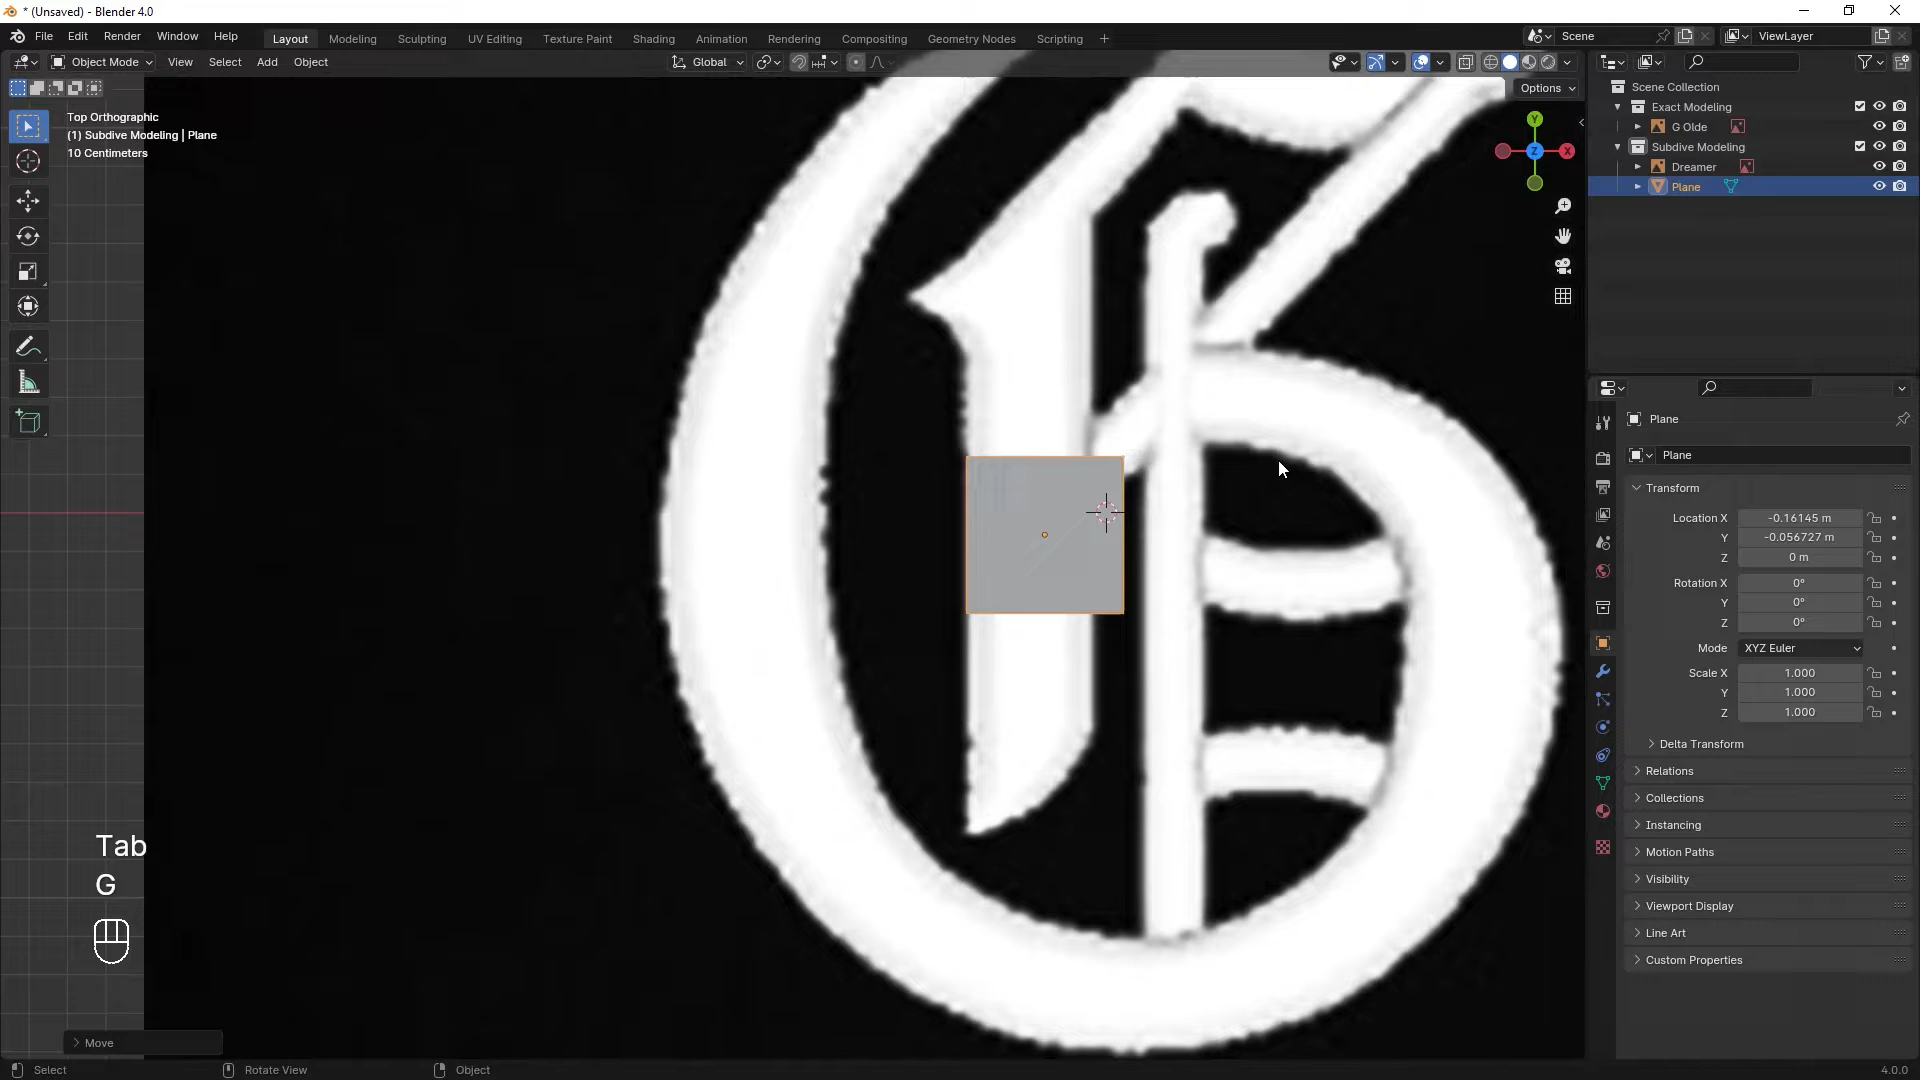 * (Unsaved) - Blender 4.0
File Edit Render Window Help
Layout Modeling Sculpting UV Editing Texture Paint Shading Animation Rendering Compositing Geometry Nodes Scripting +
Scene ViewLayer
Object Mode View Select Add Object Global
Options
Top Orthographic
(1) Subdive Modeling | Plane
10 Centimeters
Y
Z
X
Scene Collection
Exact Modeling
G Olde
Subdive Modeling
Dreamer
Plane
Plane
Plane
Transform
Location X -0.16145 m
Y -0.056727 m
Z 0 m
Rotation X 0°
Y 0°
Z 0°
Mode XYZ Euler
Scale X 1.000
Y 1.000
Z 1.000
Delta Transform
Relations
Collections
Instancing
Motion Paths
Visibility
Viewport Display
Line Art
Custom Properties
Tab
G
Move
Select Rotate View Object 4.0.0